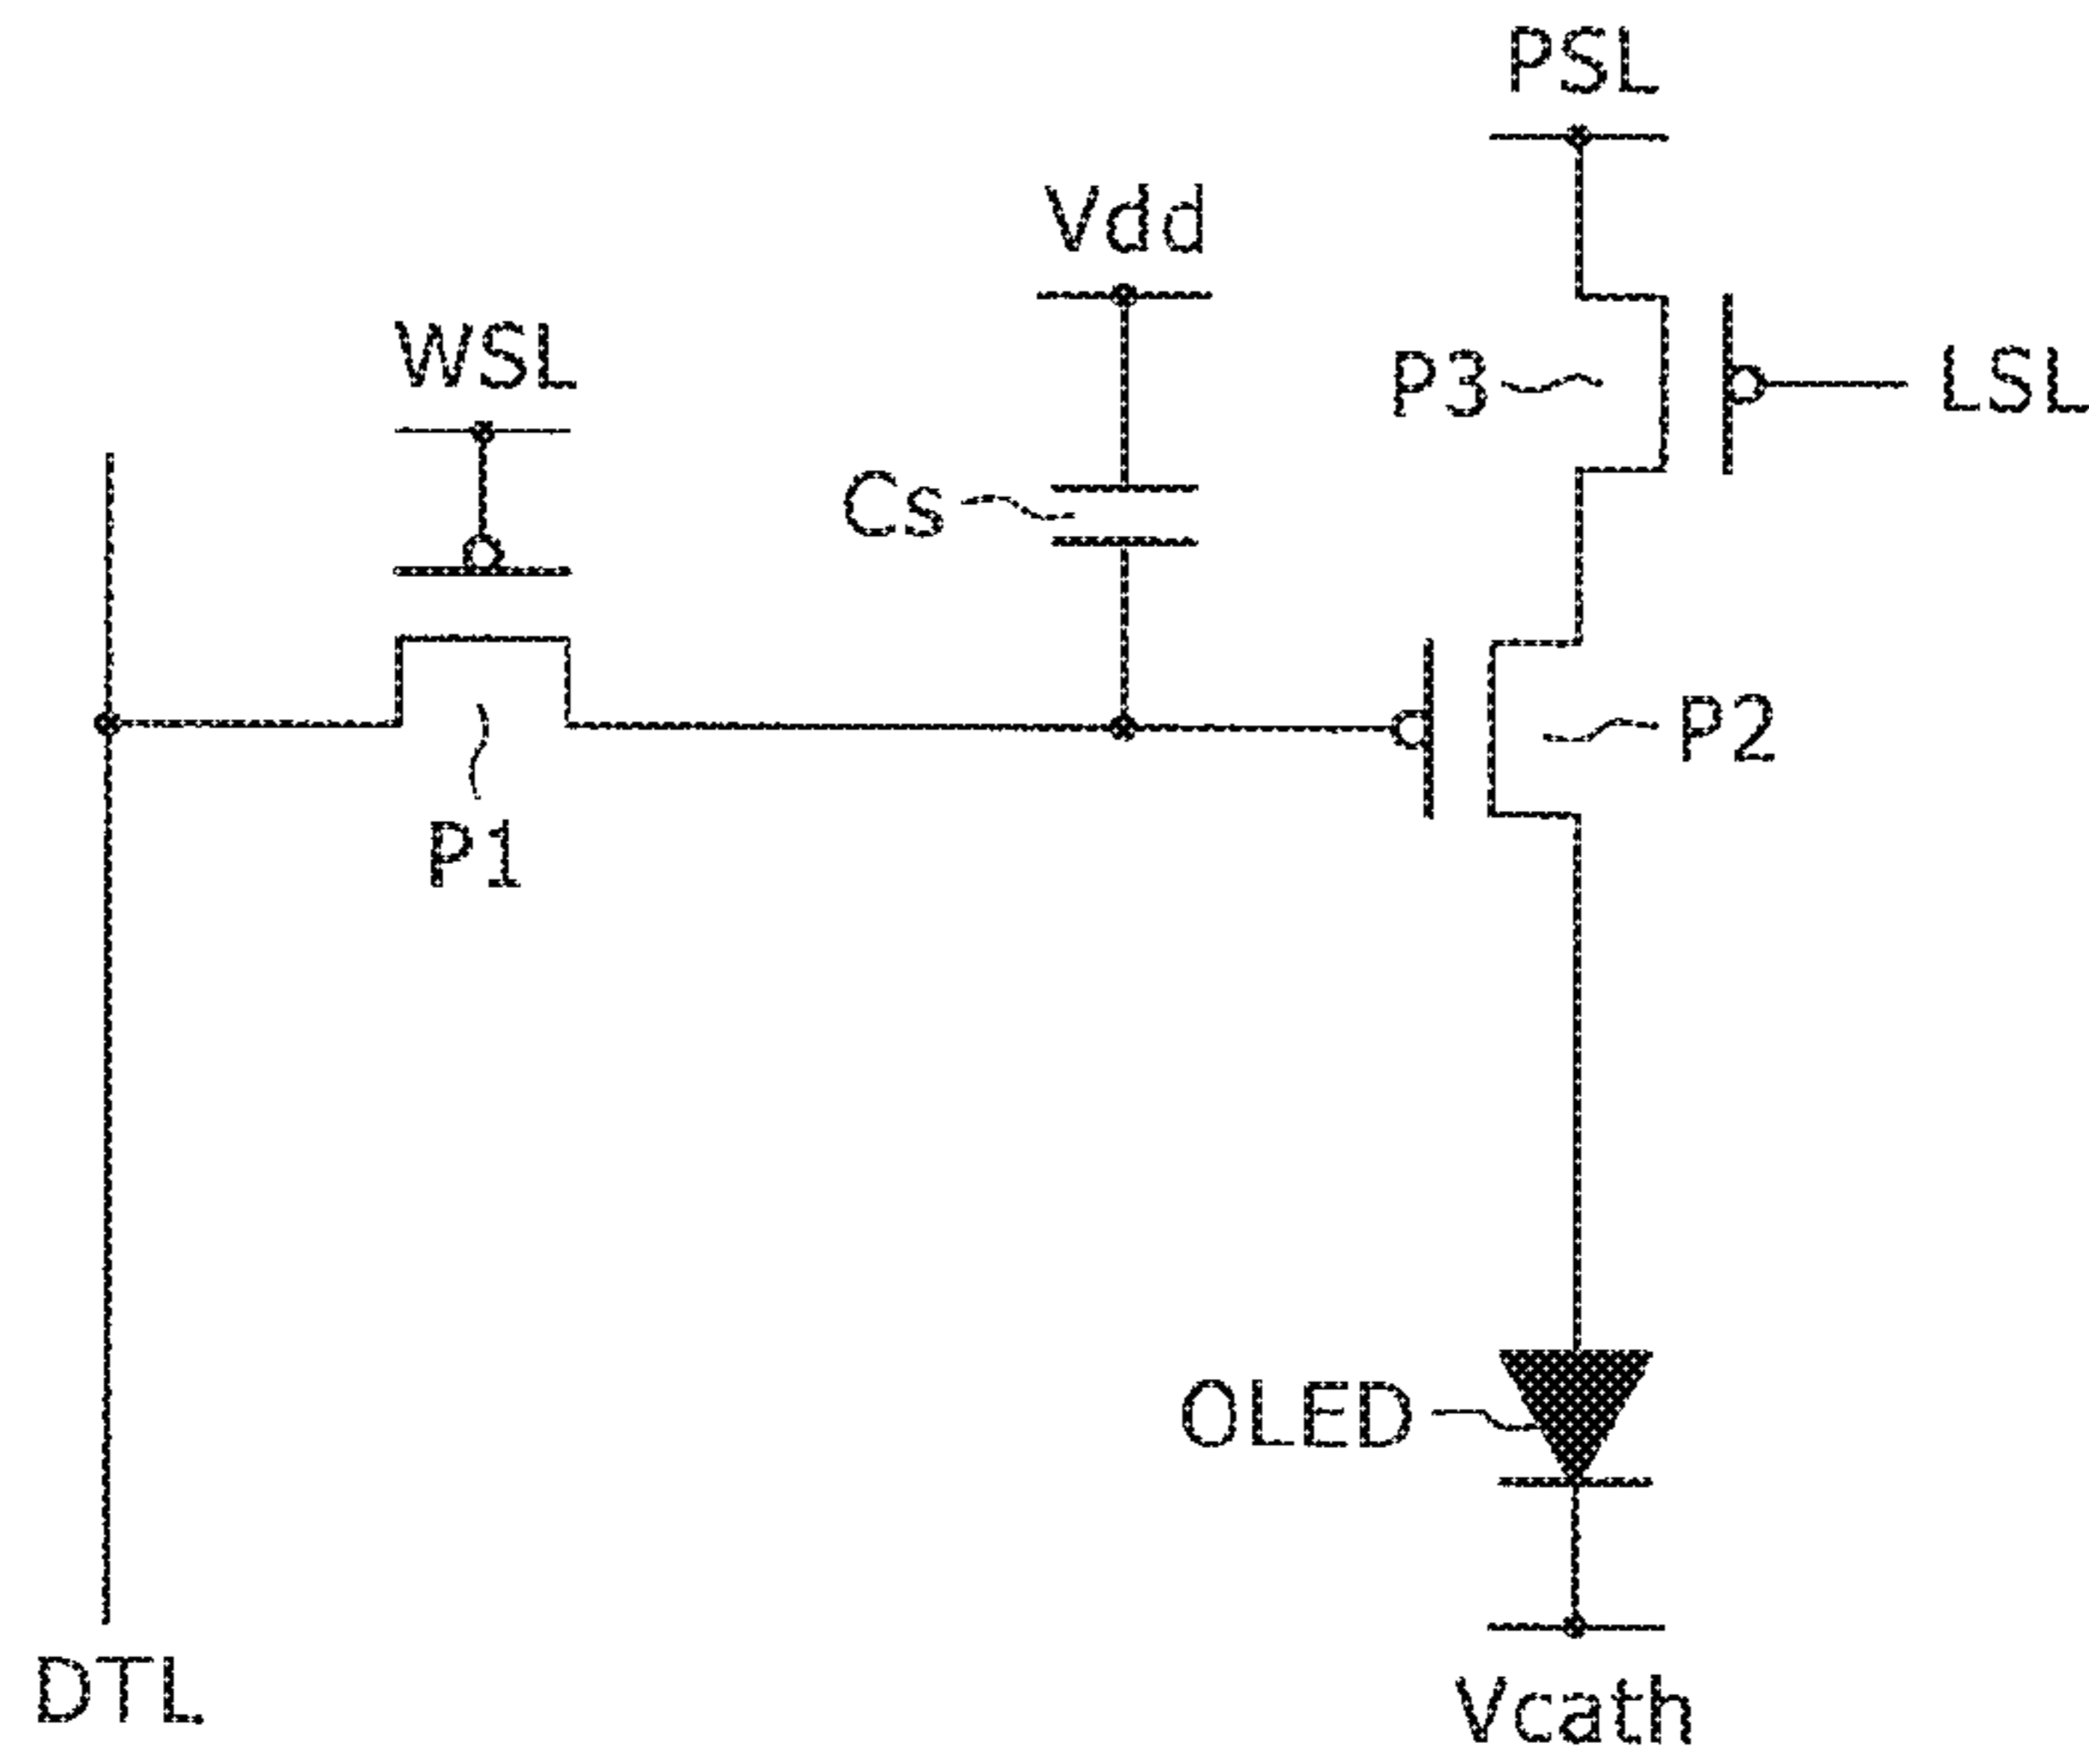 PSL
Vdd
WSL
P3
LSL
Cs
P2
P1
OLED
DTL
Vcath